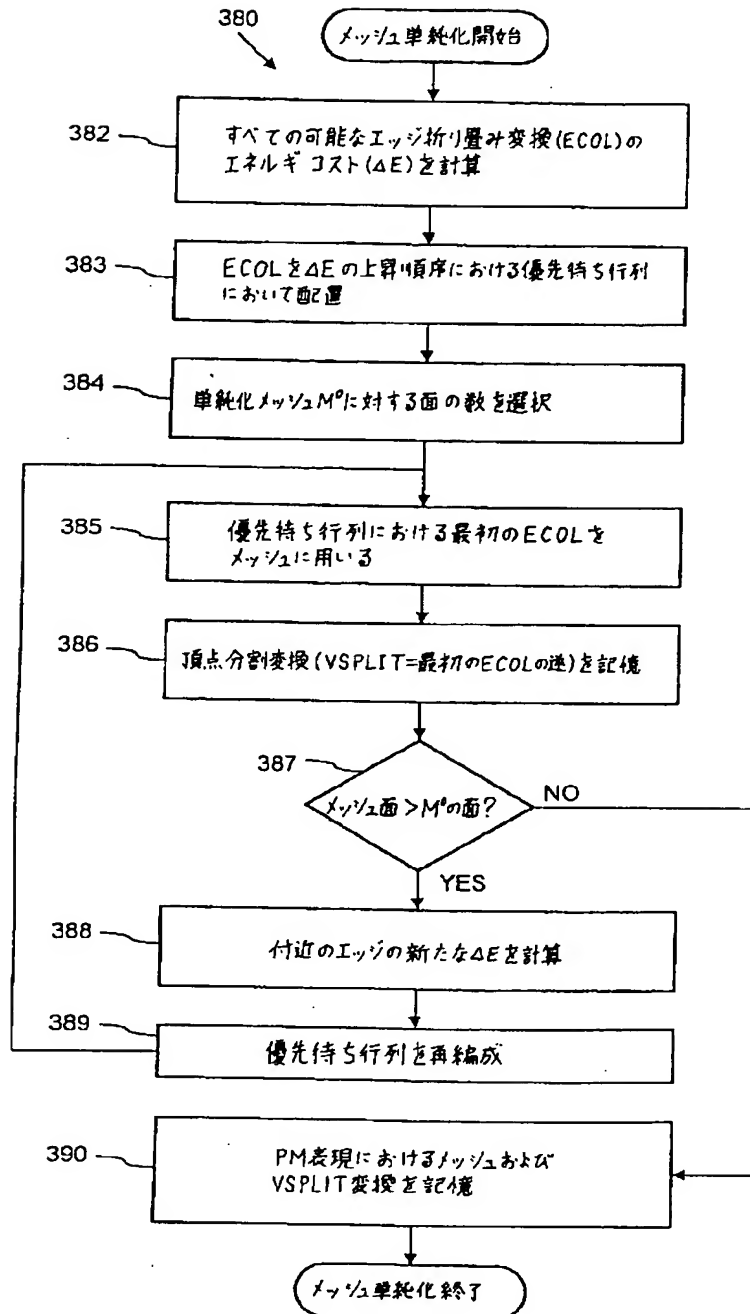 380
メッシュ単純化開始
382
すべての可能なエッジ折り畳み変換(ECOL)の
エネルギ コスト(ΔE)を計算
383
ECOLをΔEの上昇順序における優先待ち行列
において配置
384
単純化メッシュM⁰に対する面の数を選択
385
優先待ち行列における最初のECOLを
メッシュに用いる
386
頂点分割変換(VSPLIT=最初のECOLの逆)を記憶
387
メッシュ面>M⁰の面?
NO
YES
388
付近のエッジの新たなΔEを計算
389
優先待ち行列を再編成
390
PM表現におけるメッシュおよび
VSPLIT変換を記憶
メッシュ単純化終了